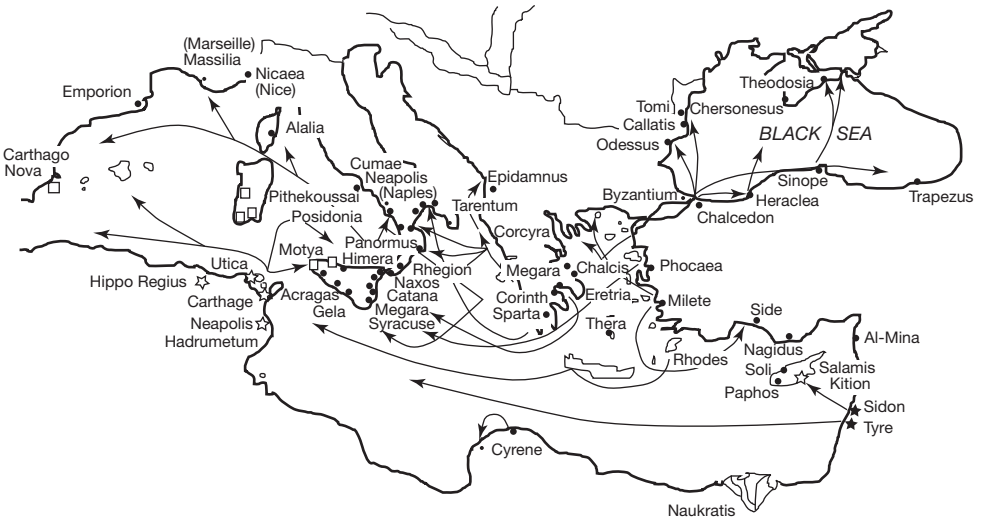 (Marseille)
Massilia
Nicaea
(Nice)
Emporion
Alalia
Carthago
Nova
Cumae
Neapolis
(Naples)
Pithekoussai
Posidonia
Epidamnus
Tarentum
Corcyra
Theodosia
Tomi
Chersonesus
Callatis
Odessus
BLACK SEA
Byzantium
Sinope
Heraclea
Chalcedon
Trapezus
Motya
Panormus
Himera
Utica
Hippo Regius
Carthage
Neapolis
Hadrumetum
Acragas
Gela
Rhegion
Naxos
Catana
Megara
Syracuse
Megara
Chalcis
Corinth
Eretria
Sparta
Thera
Phocaea
Milete
Rhodes
Side
Nagidus
Al-Mina
Soli
Salamis
Paphos
Kition
Sidon
Tyre
Cyrene
Naukratis